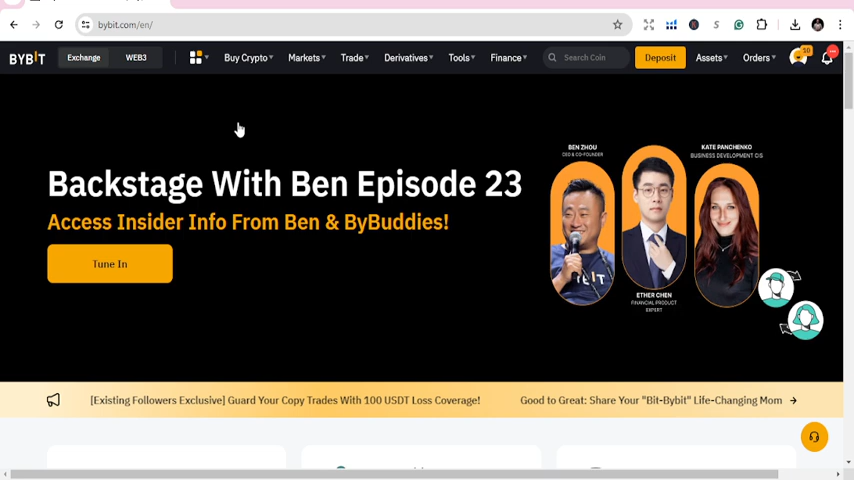 bybit.com/en/
BYBIT Exchange WEB3 Buy Crypto Markets Trade Derivatives Tools Finance Search Coin Deposit Assets Orders 10
BEN ZHOU
CEO & CO-FOUNDER
KATE PANCHENKO
BUSINESS DEVELOPMENT CIS
Backstage With Ben Episode 23
Access Insider Info From Ben & ByBuddies!
Tune In
ETHER CHEN
FINANCIAL PRODUCT
EXPERT
[Existing Followers Exclusive] Guard Your Copy Trades With 100 USDT Loss Coverage! Good to Great: Share Your "Bit-Bybit" Life-Changing Mom